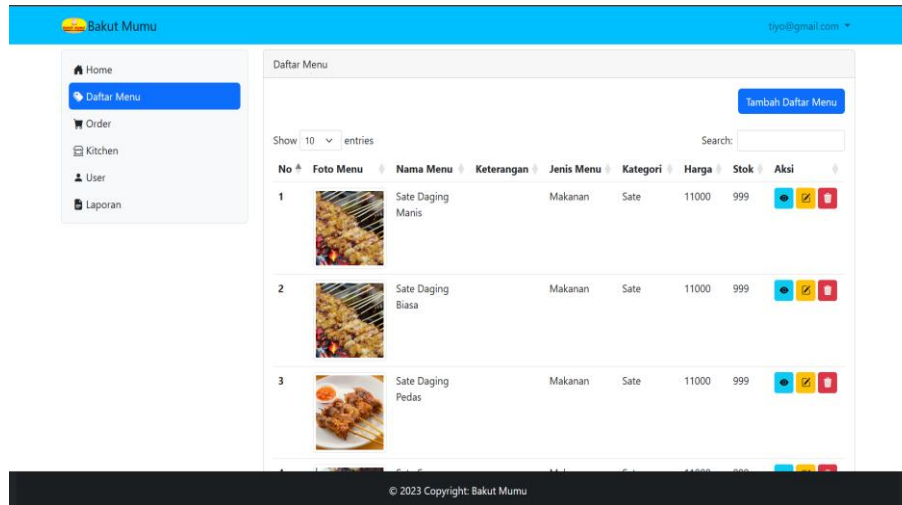 Bakut Mumu
tiyo@gmail.com
Home
Daftar Menu
Order
Kitchen
User
Laporan
Daftar Menu
Tambah Daftar Menu
Show 10 entries
Search:
No Foto Menu Nama Menu Keterangan Jenis Menu Kategori Harga Stok Aksi
1 Sate Daging Makanan Sate 11000 999
Manis
2 Sate Daging Makanan Sate 11000 999
Biasa
3 Sate Daging Makanan Sate 11000 999
Pedas
© 2023 Copyright: Bakut Mumu